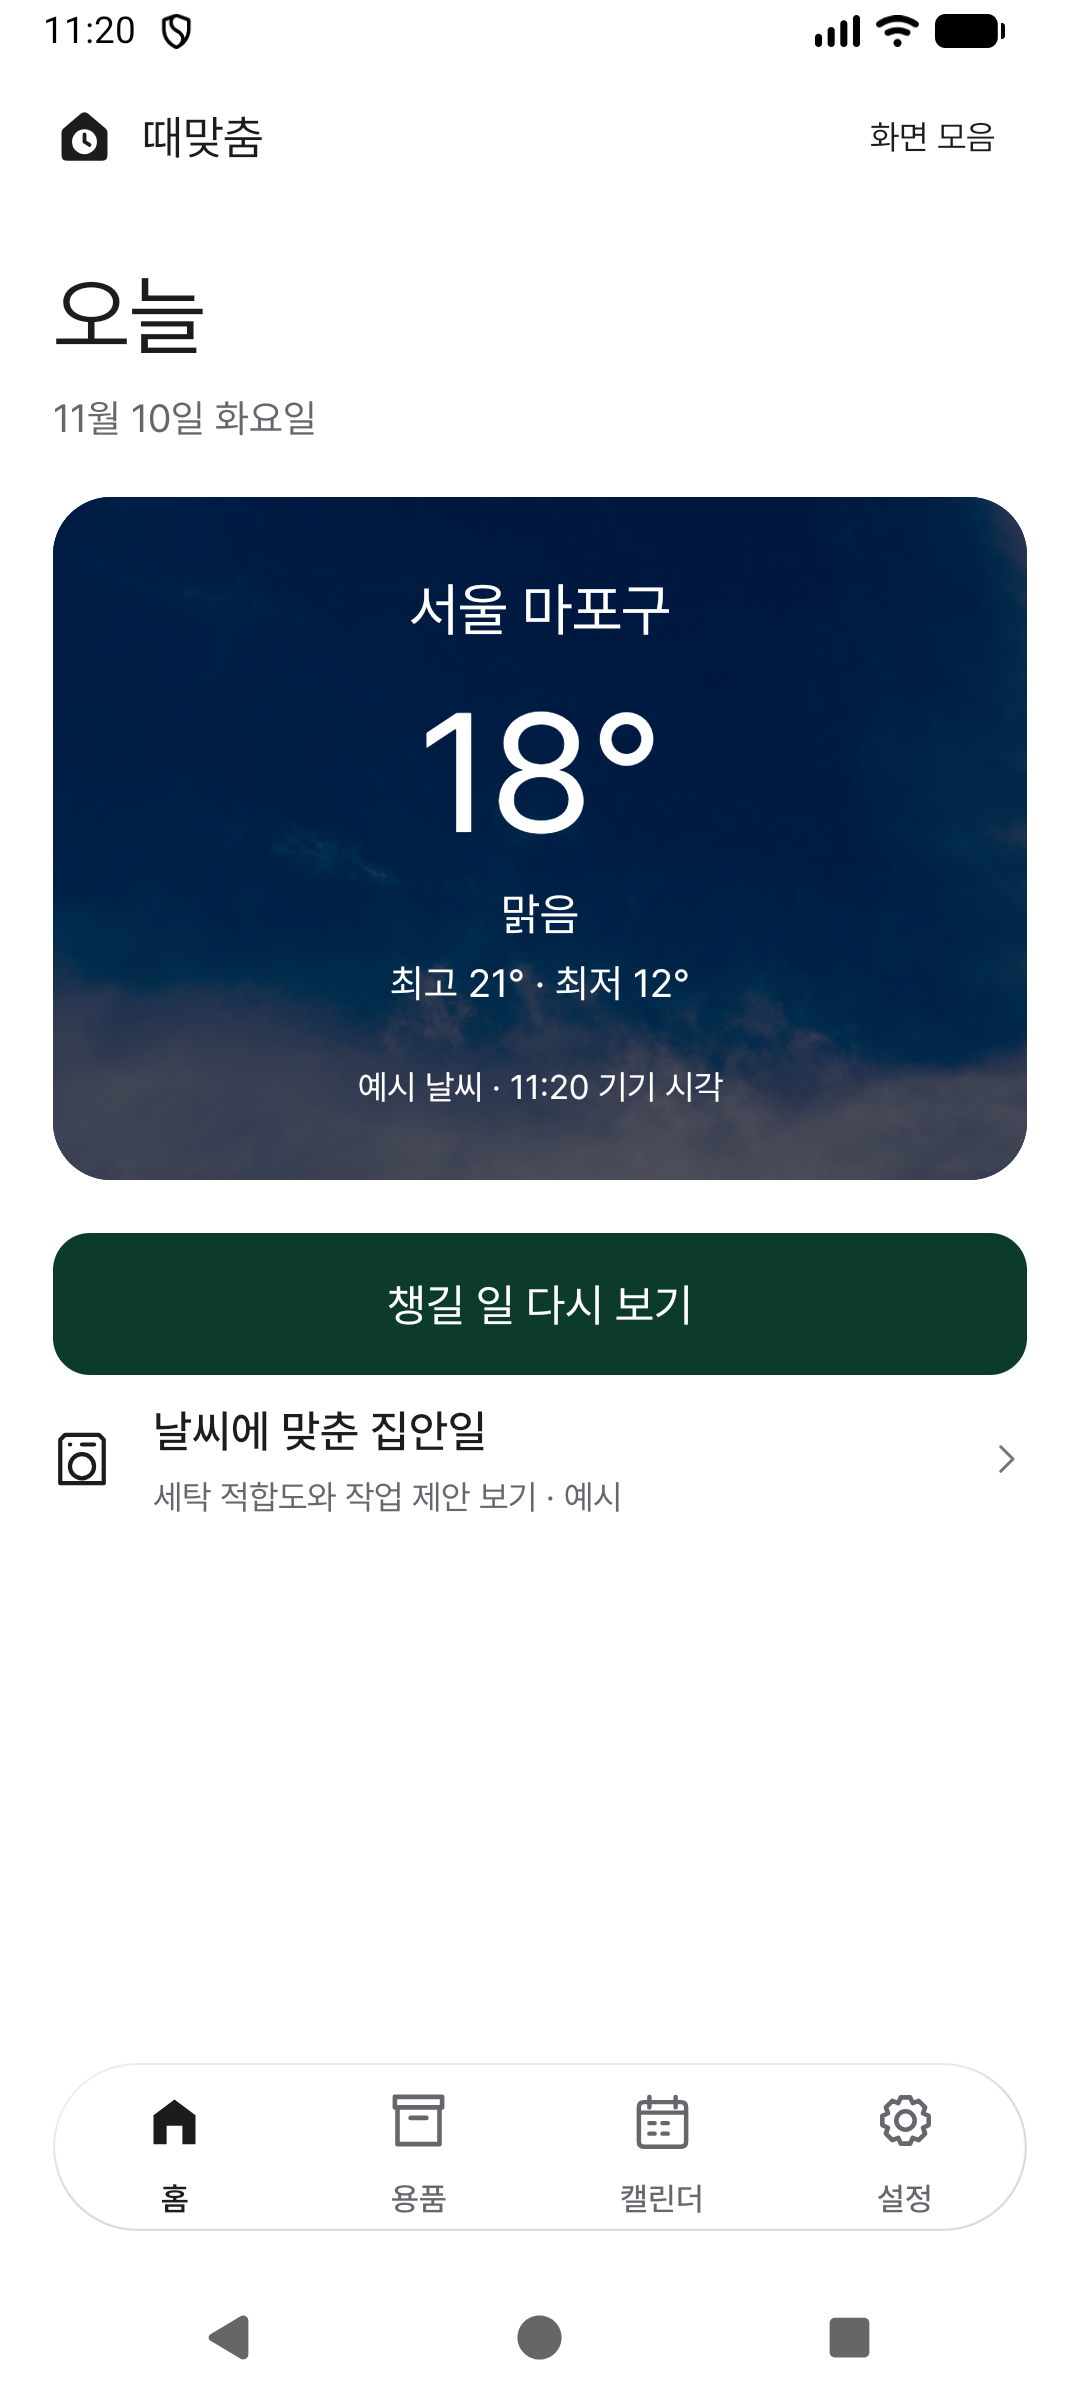 11:20
때맞춤
화면 모음
오늘
11월 10일 화요일
서울 마포구
18°
맑음
최고 21° · 최저 12°
예시 날씨 · 11:20 기기 시각
챙길 일 다시 보기
날씨에 맞춘 집안일
세탁 적합도와 작업 제안 보기 · 예시
홈
용품
캘린더
설정